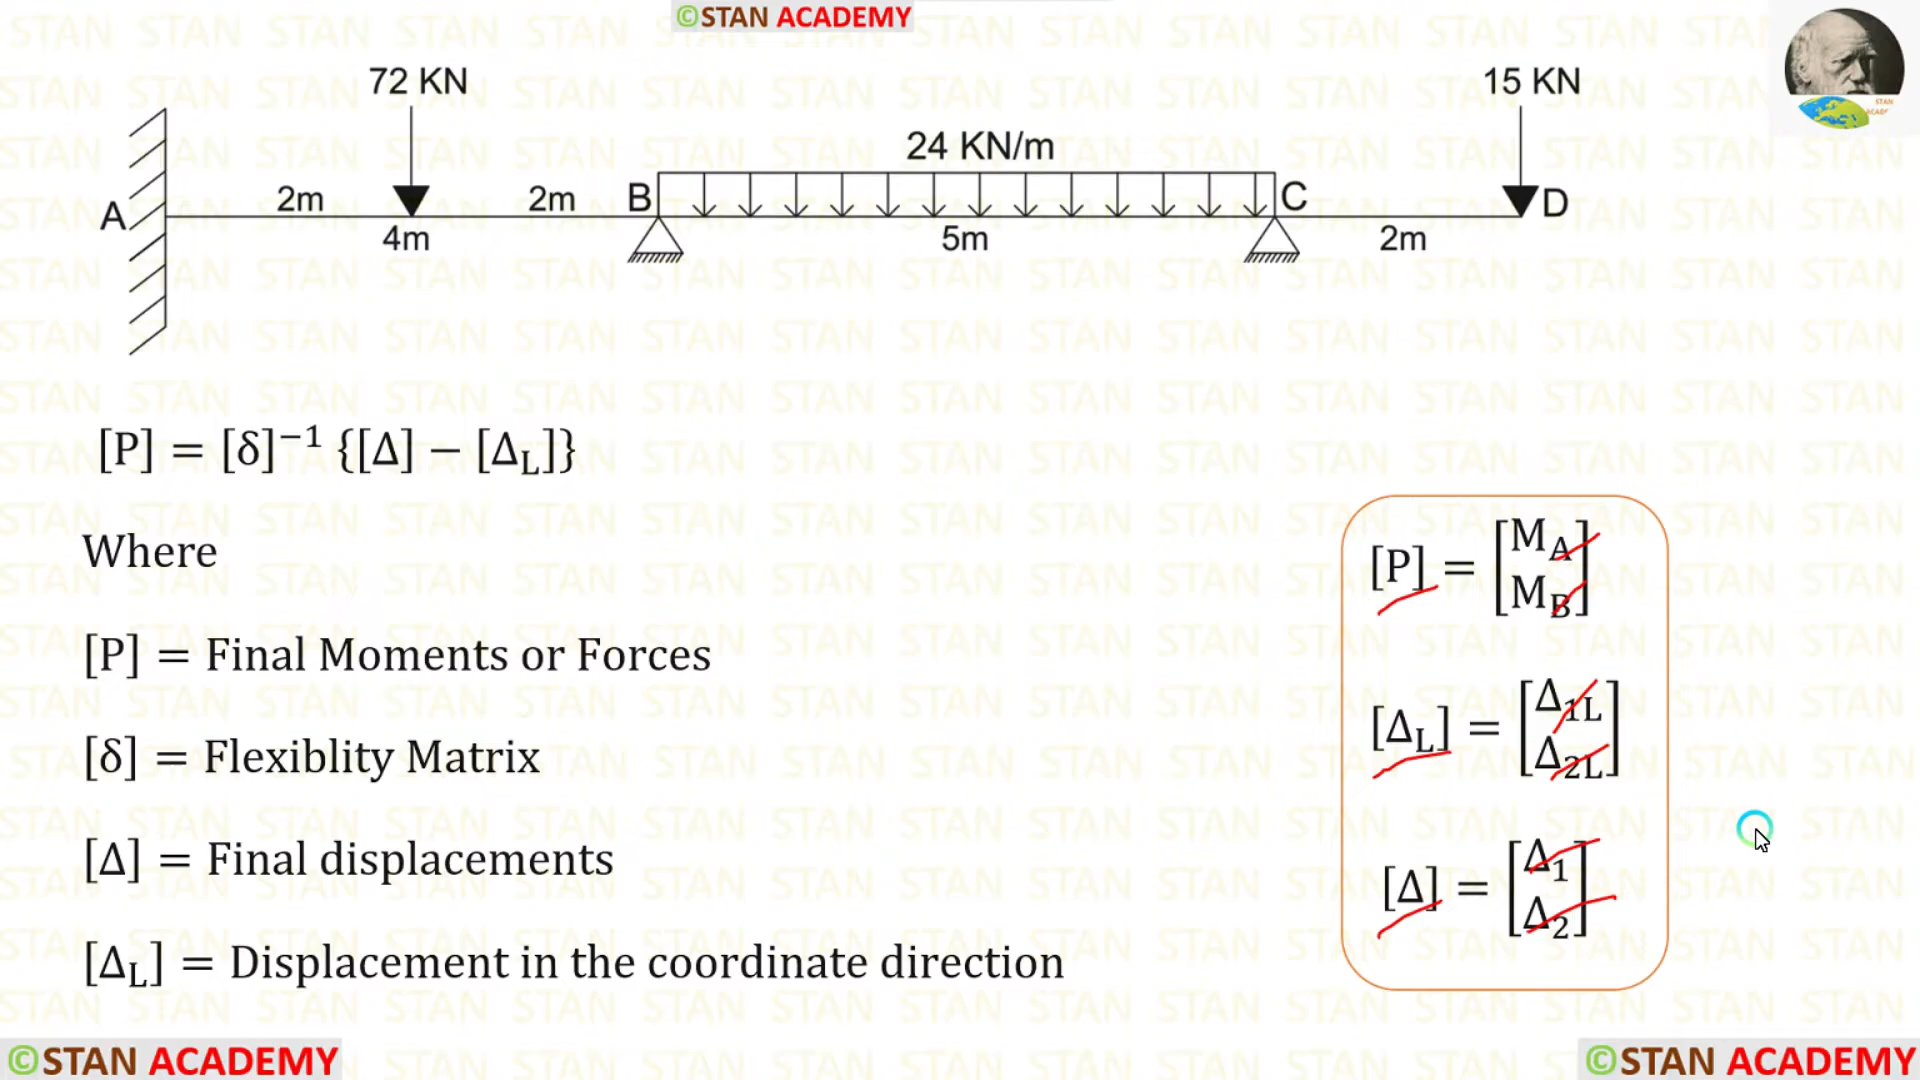 ©STAN ACADEMY
72 KN
15 KN
24 KN/m
A
2m
2m
B
C
D
4m
5m
2m
[P] = [δ]⁻¹ {[Δ] − [Δ_L]}
Where
[P] = Final Moments or Forces
[δ] = Flexiblity Matrix
[Δ] = Final displacements
[Δ_L] = Displacement in the coordinate direction
[P] = [M_A
M_B]
[Δ_L] = [Δ_1L
Δ_2L]
[Δ] = [Δ_1
Δ_2]
©STAN ACADEMY
©STAN ACADEMY